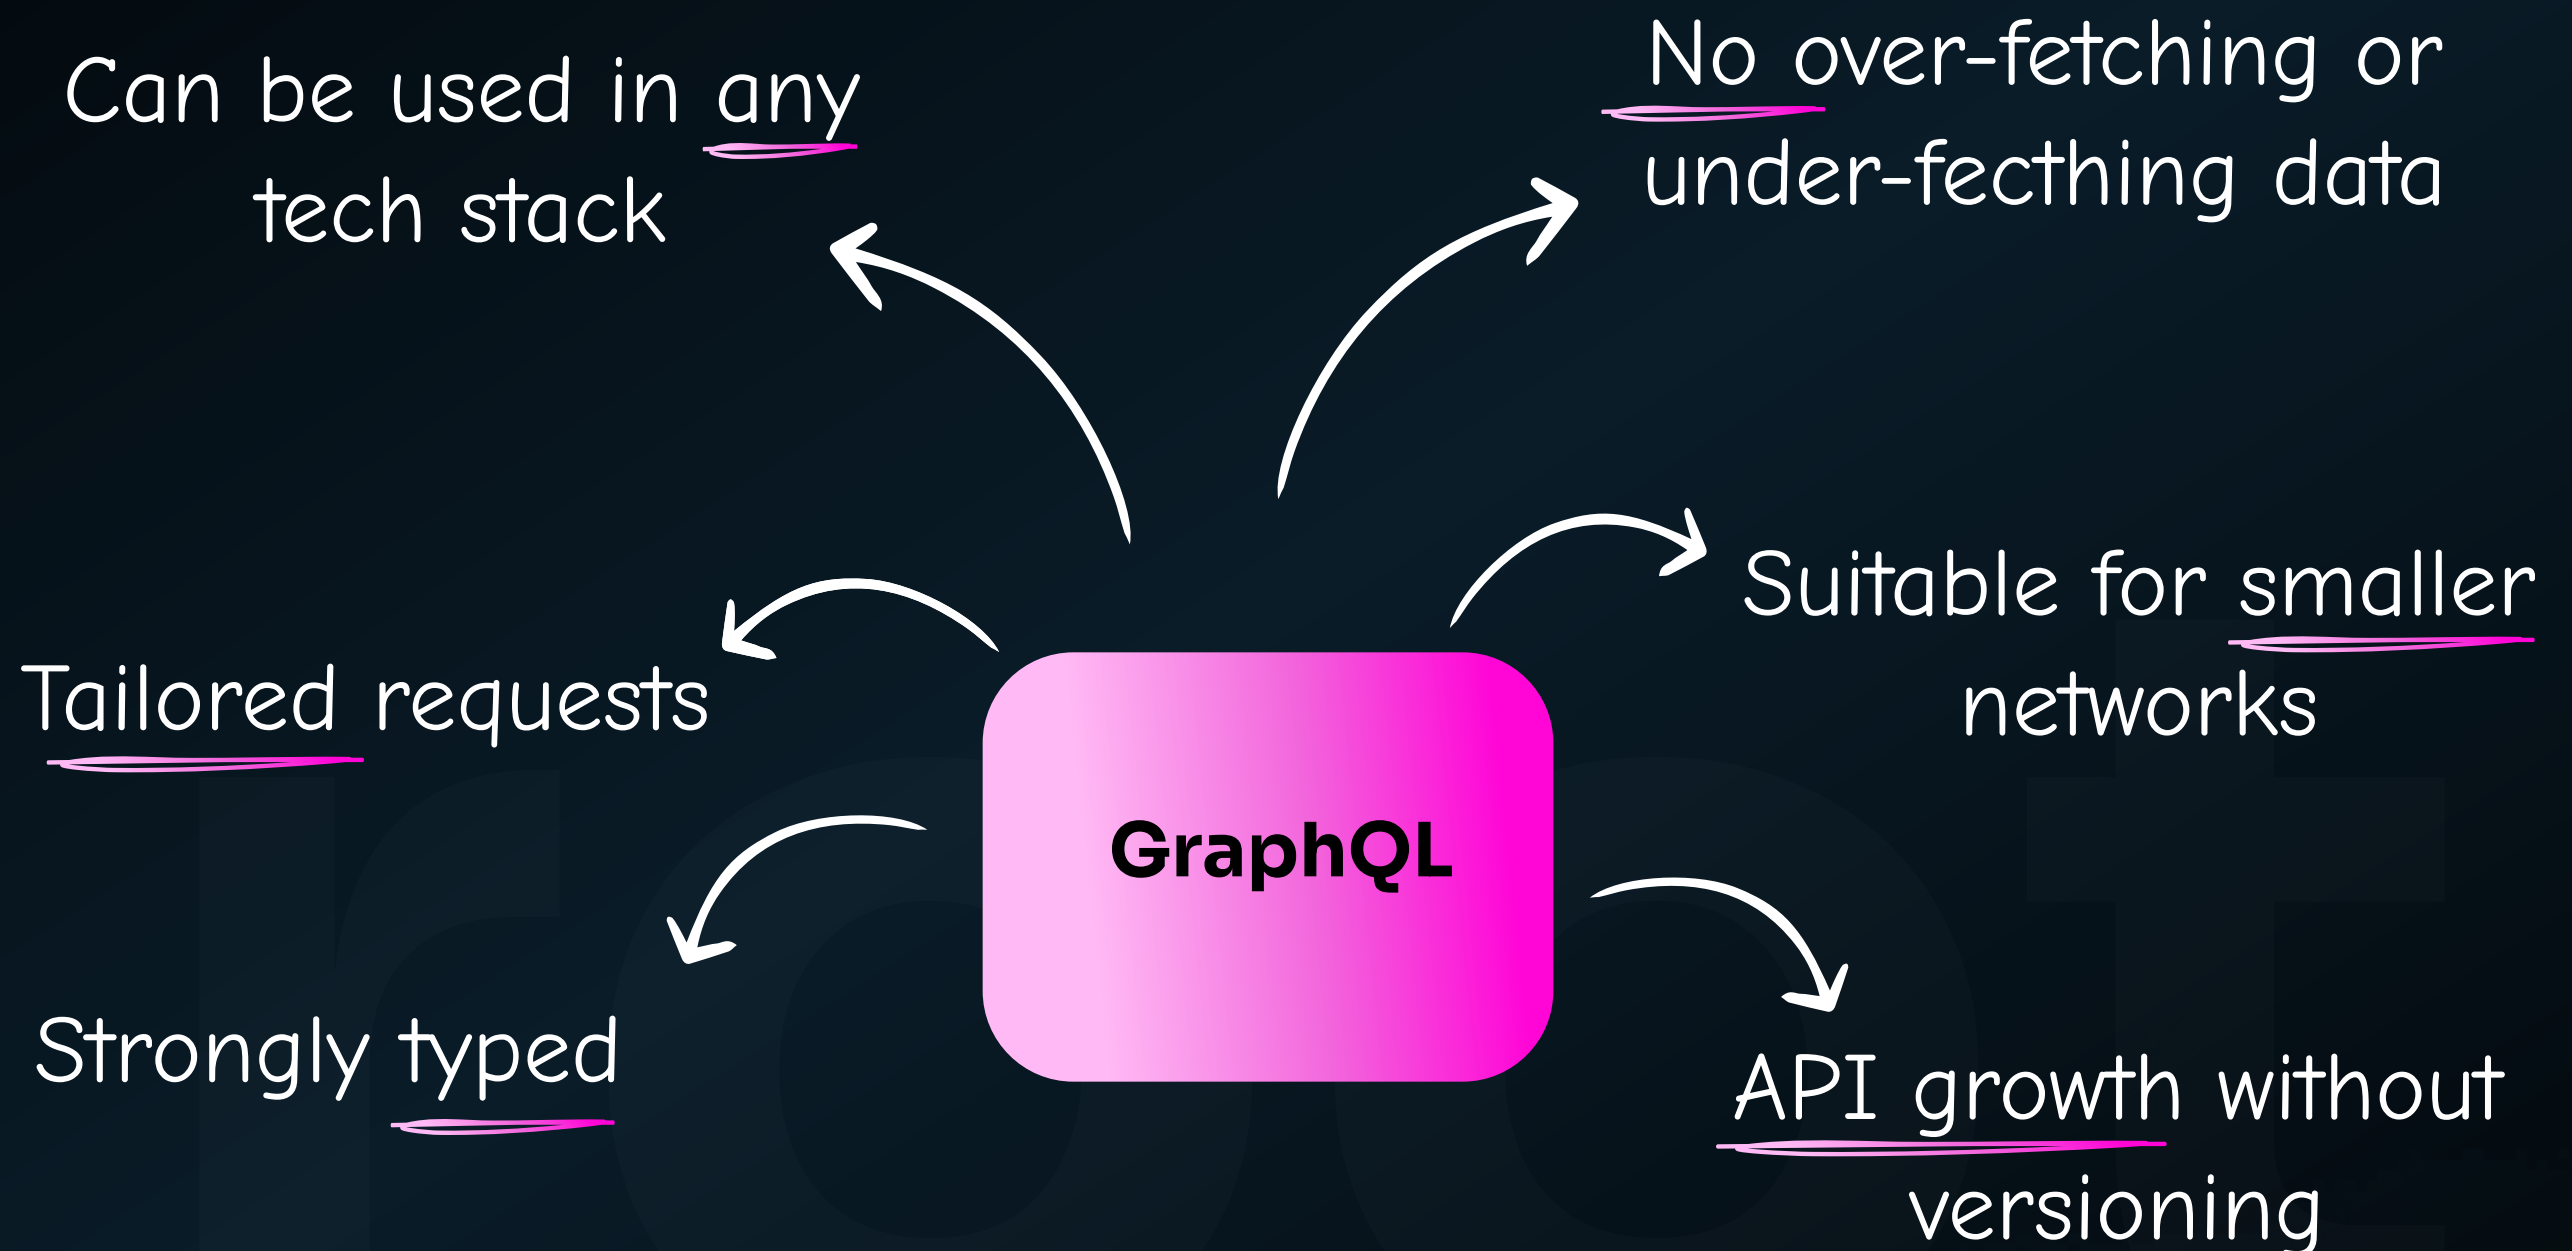 Can be used in any
tech stack
No over-fetching or
under-fecthing data
Tailored requests
Suitable for smaller
networks
GraphQL
Strongly typed
API growth without
versioning
root